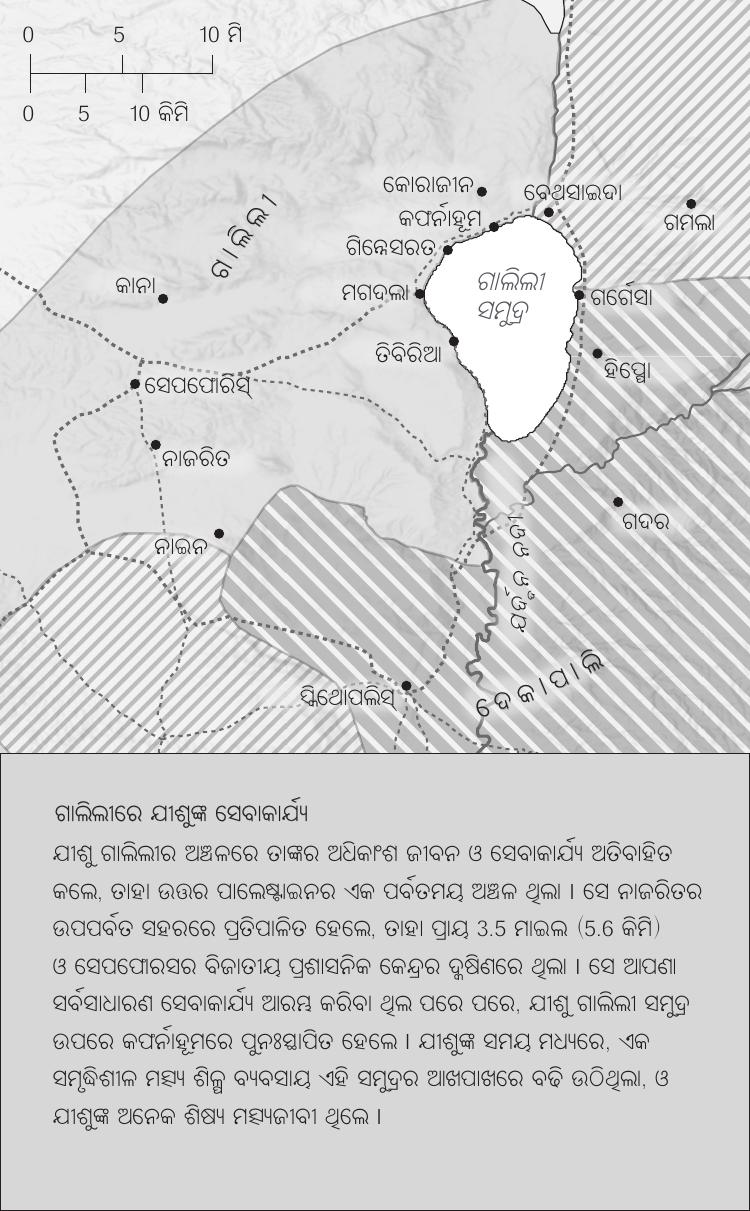 0 5 10 ମି
0 5 10 କିମି
କୋରାଜୀନ
ବେଥସାଇଦା
କଫର୍ନାହୂମ
ଗମଲା
ଗାଲିଲୀ
ଗିନ୍ନେସରତ
କାନା
ମଗଦଲା
ଗାଲିଲୀ
ସମୁଦ୍ର
ଗର୍ଗେସା
ତିବିରିଆ
ହିପ୍ପୋ
ସେପଫୋରିସ୍
ନାଜରିତ
ଗଦର
ନାଇନ
ଯର୍ଦ୍ଦନ ନଦୀ
ସ୍କିଥୋପଲିସ୍
ଦେକାପାଲି
ଗାଲିଲୀରେ ଯୀଶୁଙ୍କ ସେବାକାର୍ଯ୍ୟ
ଯୀଶୁ ଗାଲିଲୀର ଅଞ୍ଚଳରେ ତାଙ୍କର ଅଧିକାଂଶ ଜୀବନ ଓ ସେବାକାର୍ଯ୍ୟ ଅତିବାହିତ
କଲେ, ତାହା ଉତ୍ତର ପାଲେଷ୍ଟାଇନର ଏକ ପର୍ବତମୟ ଅଞ୍ଚଳ ଥିଲା । ସେ ନାଜରିତର
ଉପପର୍ବତ ସହରରେ ପ୍ରତିପାଳିତ ହେଲେ, ତାହା ପ୍ରାୟ 3.5 ମାଇଲ (5.6 କିମି)
ଓ ସେପଫୋରସର ବିଜାତୀୟ ପ୍ରଶାସନିକ କେନ୍ଦ୍ରର ଦକ୍ଷିଣରେ ଥିଲା । ସେ ଆପଣା
ସର୍ବସାଧାରଣ ସେବାକାର୍ଯ୍ୟ ଆରମ୍ଭ କରିବା ଥିଲ ପରେ ପରେ, ଯୀଶୁ ଗାଲିଲୀ ସମୁଦ୍ର
ଉପରେ କଫର୍ନାହୂମରେ ପୁନଃସ୍ଥାପିତ ହେଲେ । ଯୀଶୁଙ୍କ ସମୟ ମଧ୍ୟରେ, ଏକ
ସମୃଦ୍ଧିଶୀଳ ମତ୍ସ୍ୟ ଶିଳ୍ପ ବ୍ୟବସାୟ ଏହି ସମୁଦ୍ରର ଆଖପାଖରେ ବଢି ଉଠିଥିଲା, ଓ
ଯୀଶୁଙ୍କ ଅନେକ ଶିଷ୍ୟ ମତ୍ସ୍ୟଜୀବୀ ଥିଲେ ।